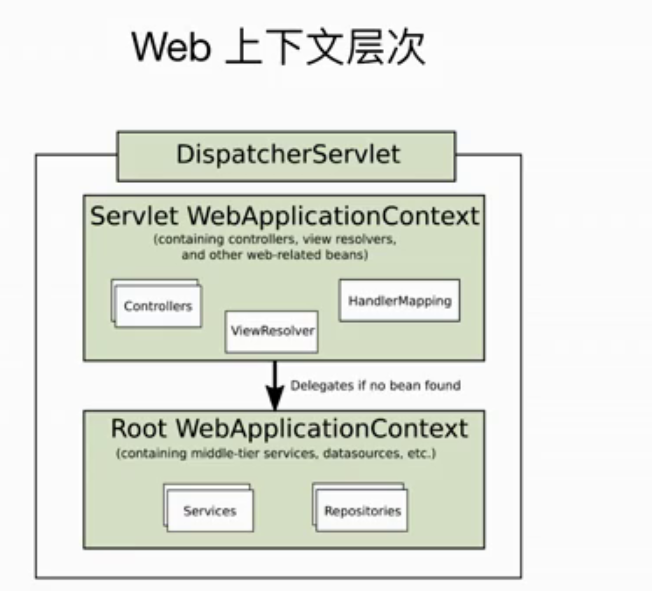 Web 上下文层次
DispatcherServlet
Servlet WebApplicationContext
(containing controllers, view resolvers,
and other web-related beans)
Controllers
HandlerMapping
ViewResolver
Delegates if no bean found
Root WebApplicationContext
(containing middle-tier services, datasources, etc.)
Services
Repositories